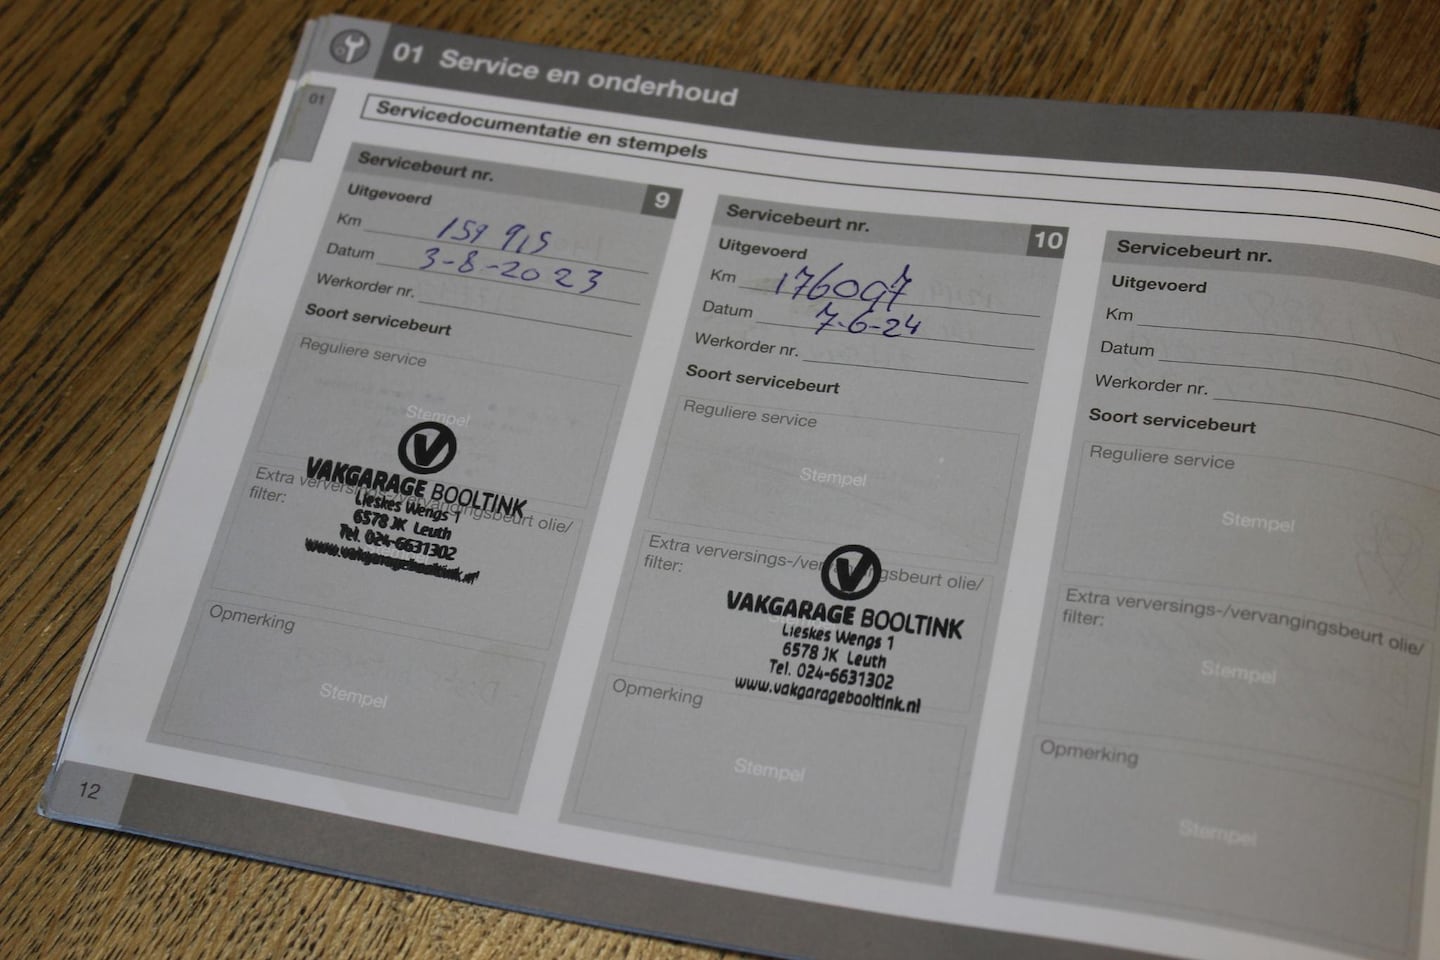 01 Service en onderhoud
01
Servicedocumentatie en stempels
Servicebeurt nr. 9
Uitgevoerd
Km 159 915
Datum 3-8-2023
Werkorder nr.
Soort servicebeurt
Reguliere service
Stempel
Extra verversings-/vervangingsbeurt olie/
filter:
VAKGARAGE BOOLTINK
Lieskes Wengs 1
6578 JK Leuth
Tel. 024-6631302
www.vakgaragebooltink.nl
Opmerking
Stempel
Servicebeurt nr. 10
Uitgevoerd
Km 176097
Datum 7-6-24
Werkorder nr.
Soort servicebeurt
Reguliere service
Stempel
Extra verversings-/vervangingsbeurt olie/
filter:
VAKGARAGE BOOLTINK
Lieskes Wengs 1
6578 JK Leuth
Tel. 024-6631302
www.vakgaragebooltink.nl
Opmerking
Stempel
Servicebeurt nr.
Uitgevoerd
Km
Datum
Werkorder nr.
Soort servicebeurt
Reguliere service
Stempel
Extra verversings-/vervangingsbeurt olie/
filter:
Stempel
Opmerking
Stempel
12